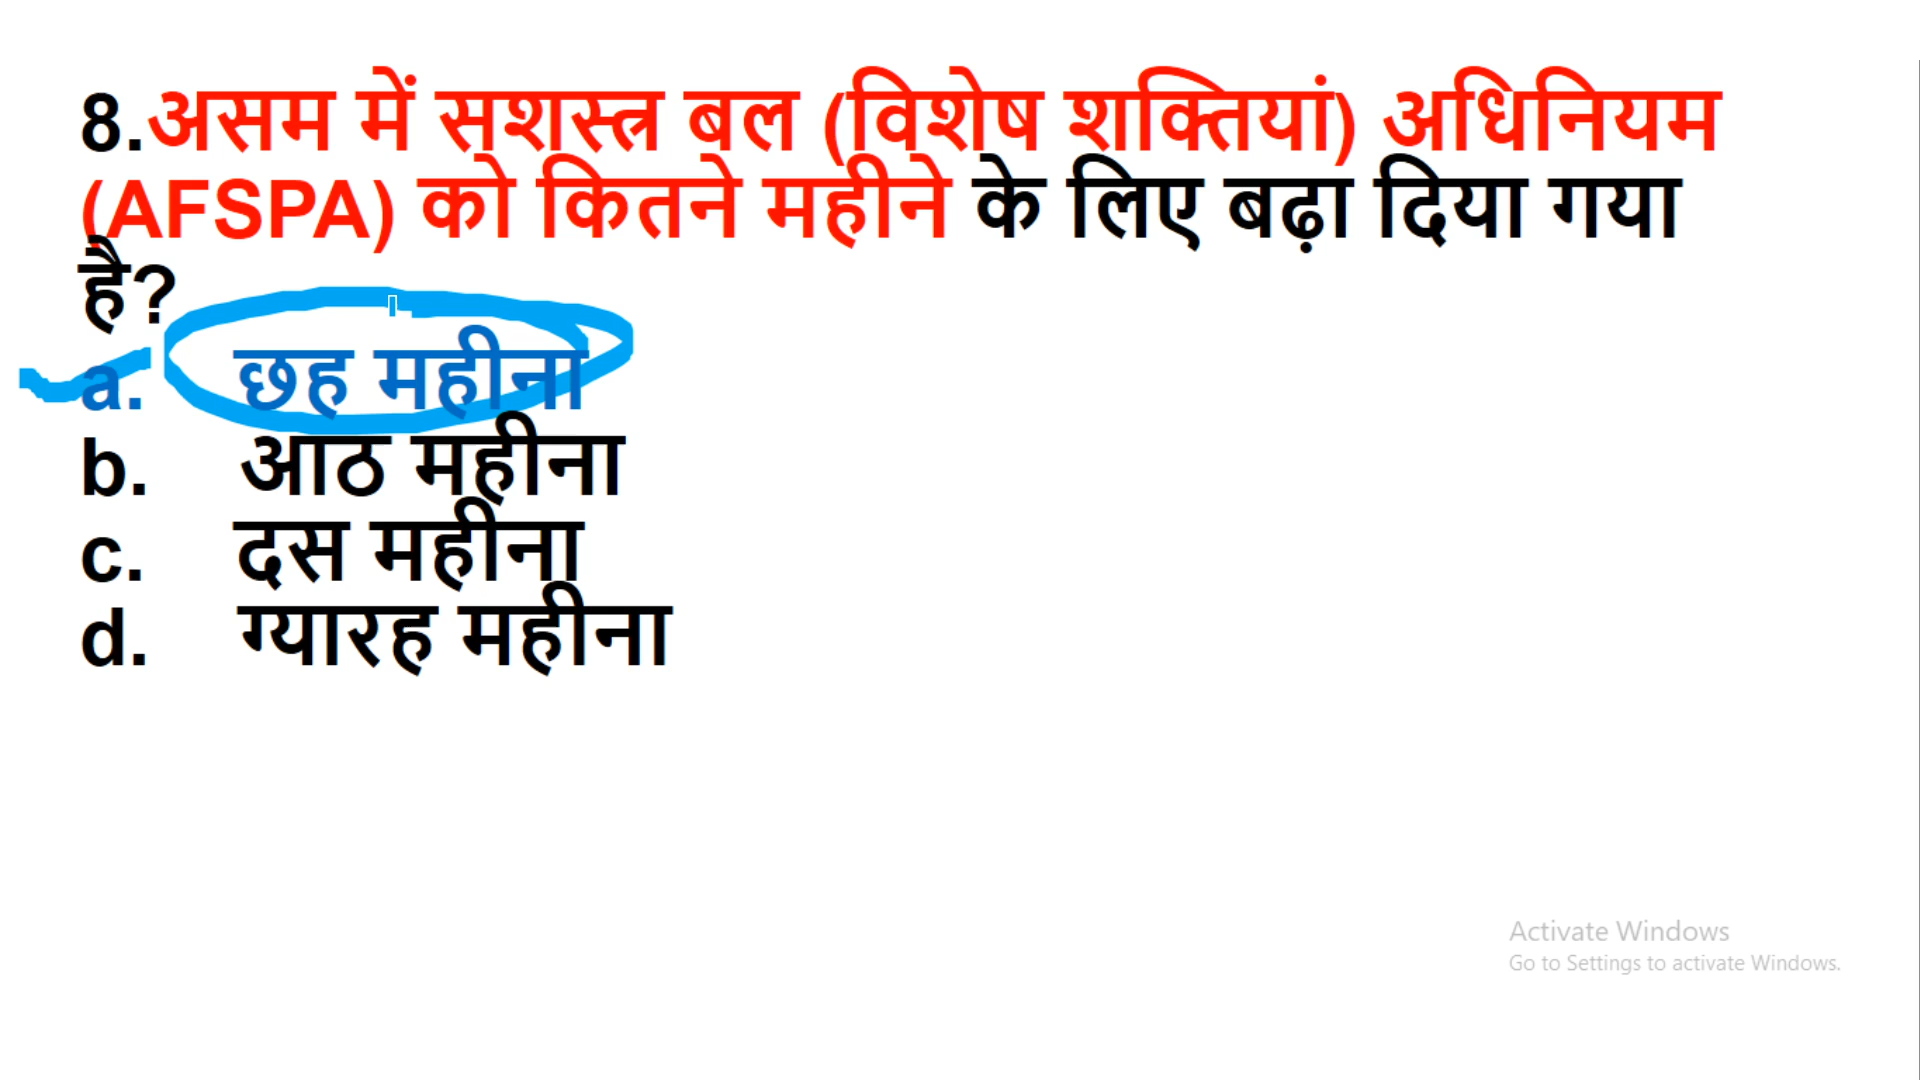 8.असम में सशस्त्र बल (विशेष शक्तियां) अधिनियम
(AFSPA) को कितने महीने के लिए बढ़ा दिया गया
है?
a. छह महीना
b. आठ महीना
c. दस महीना
d. ग्यारह महीना
Activate Windows
Go to Settings to activate Windows.